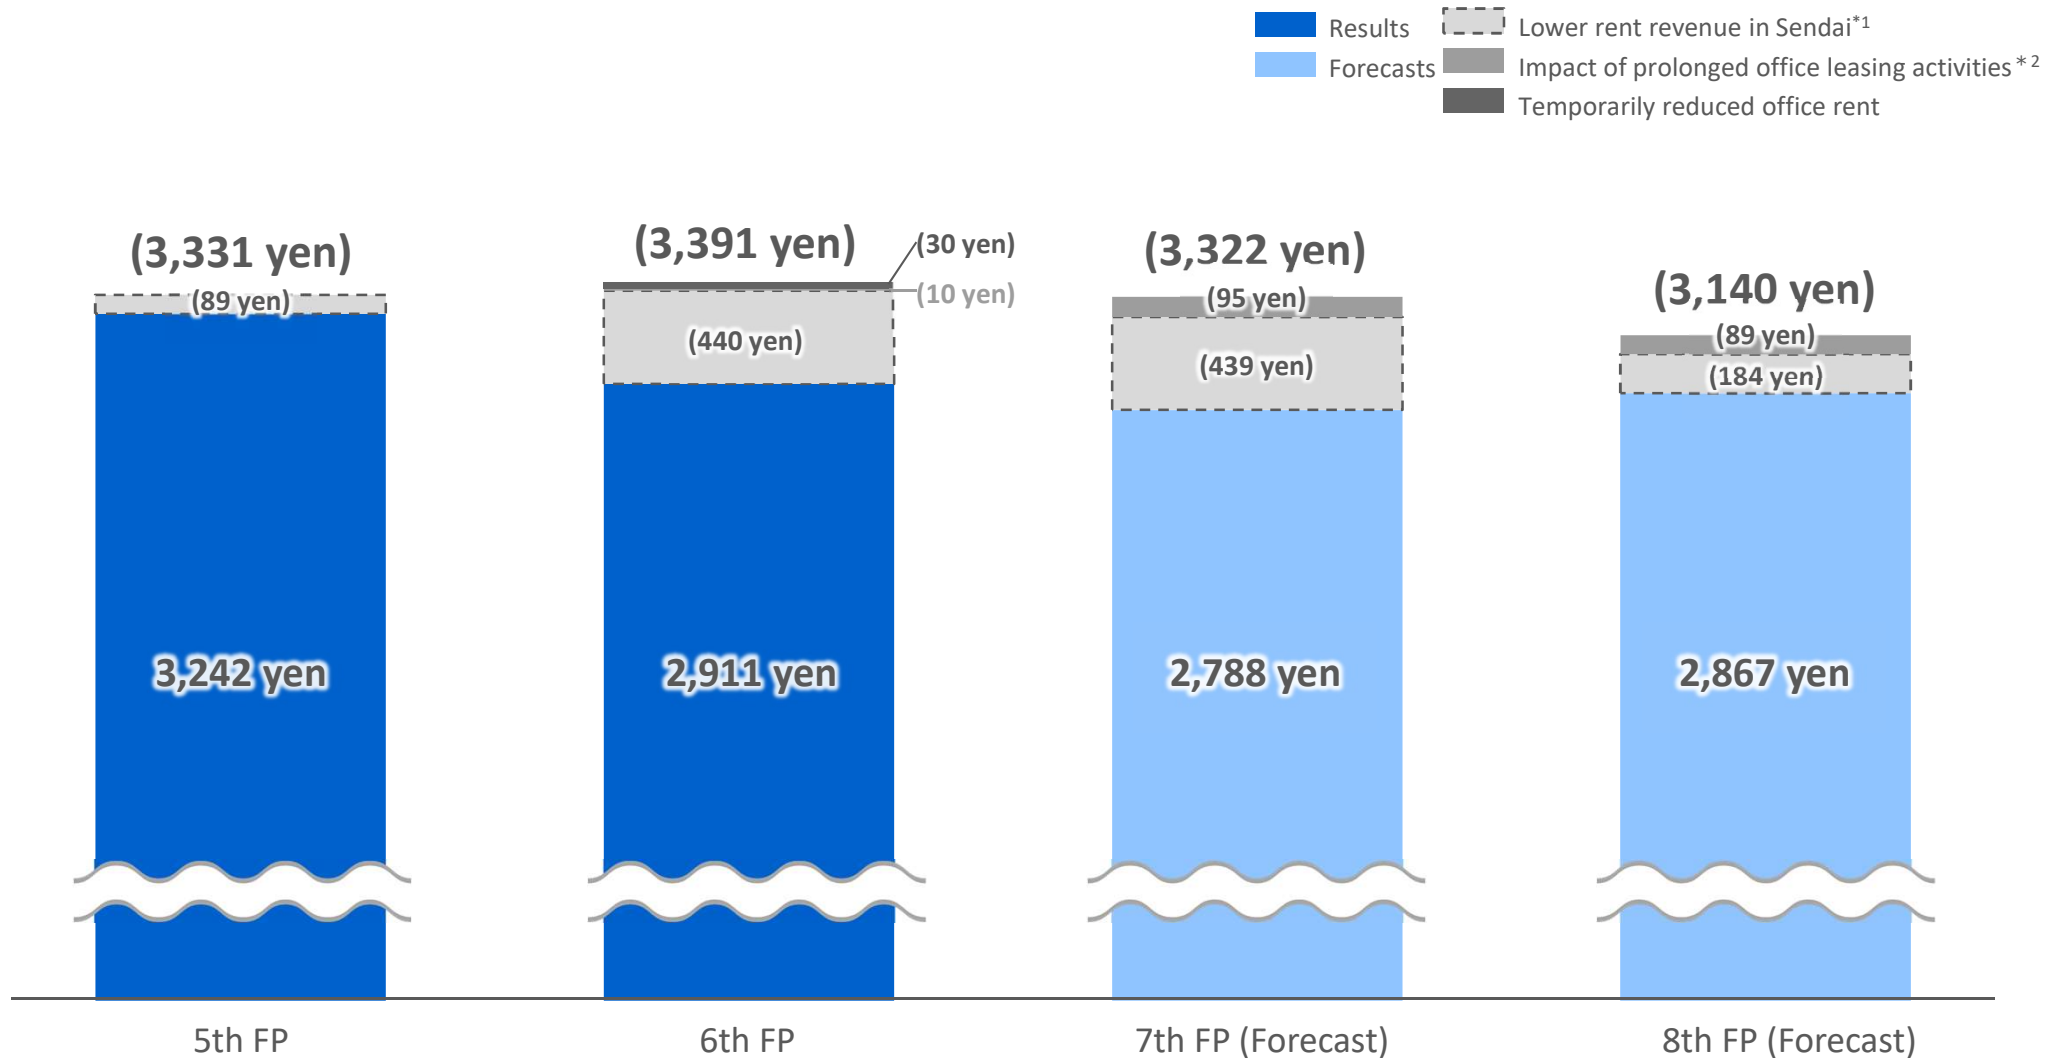 Results
Forecasts
Lower rent revenue in Sendai*1
Impact of prolonged office leasing activities＊2
Temporarily reduced office rent
(3,331 yen)
(89 yen)
3,242 yen
5th FP
(3,391 yen)
(30 yen)
(10 yen)
(440 yen)
2,911 yen
6th FP
(3,322 yen)
(95 yen)
(439 yen)
2,788 yen
7th FP (Forecast)
(3,140 yen)
(89 yen)
(184 yen)
2,867 yen
8th FP (Forecast)